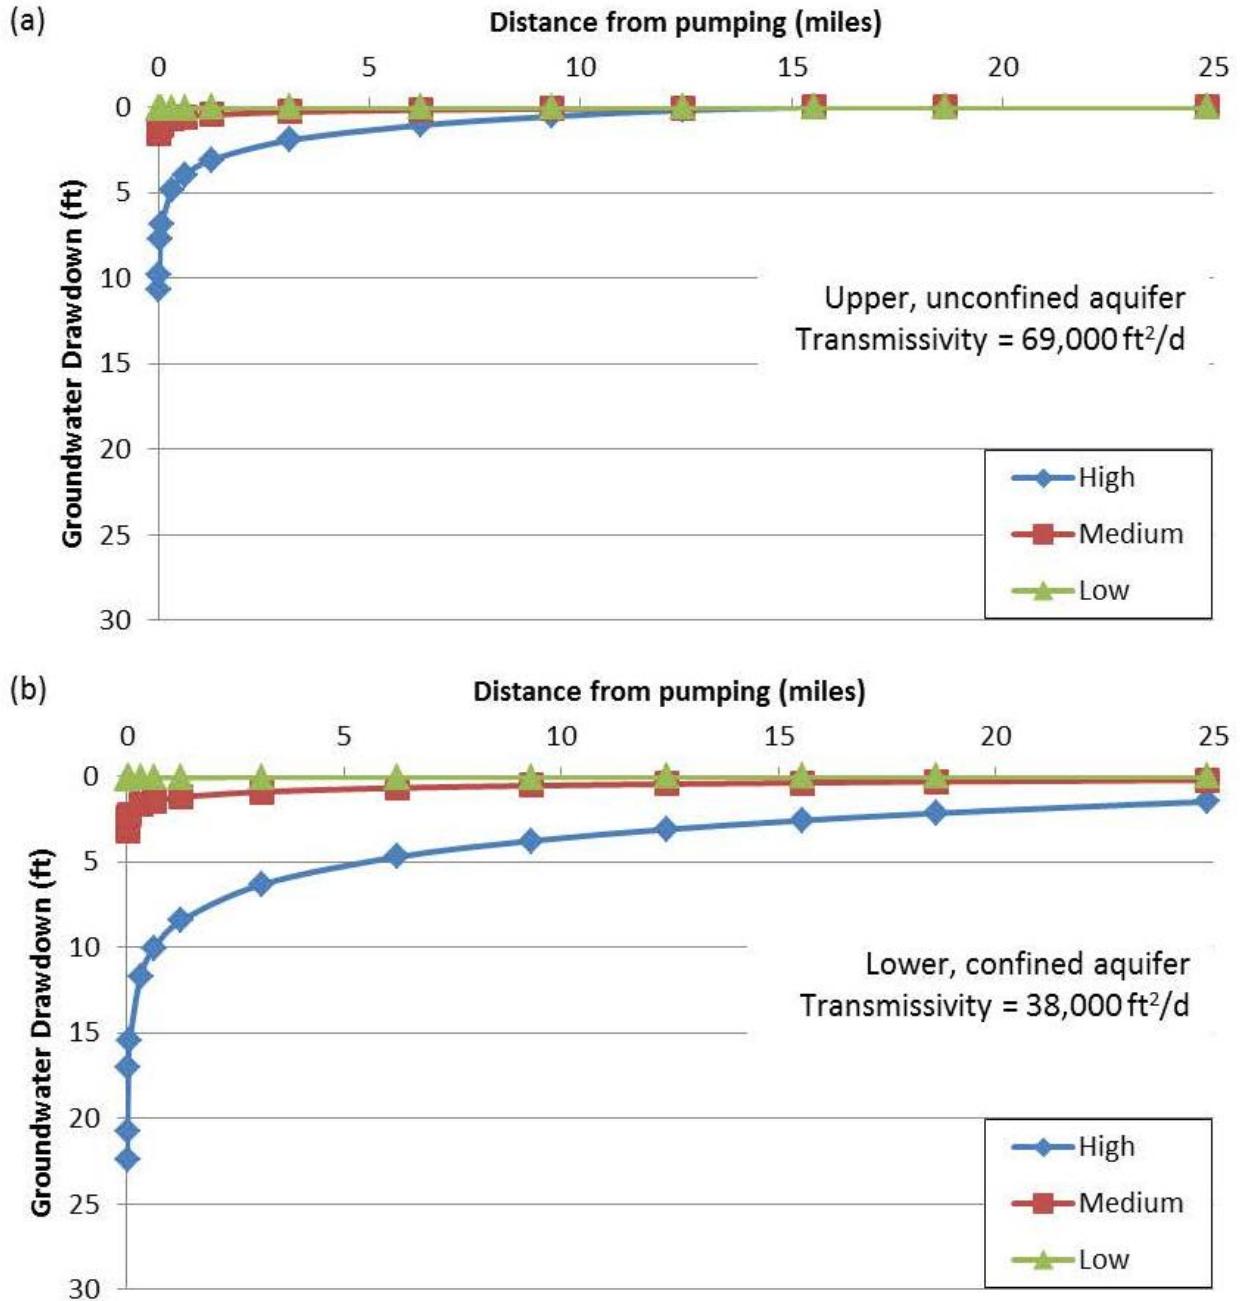 (a)
Distance from pumping (miles)
0 5 10 15 20 25
0
5
10
15
20
25
30
Groundwater Drawdown (ft)
Upper, unconfined aquifer
Transmissivity = 69,000 ft²/d
High
Medium
Low
(b)
Distance from pumping (miles)
0 5 10 15 20 25
0
5
10
15
20
25
30
Groundwater Drawdown (ft)
Lower, confined aquifer
Transmissivity = 38,000 ft²/d
High
Medium
Low